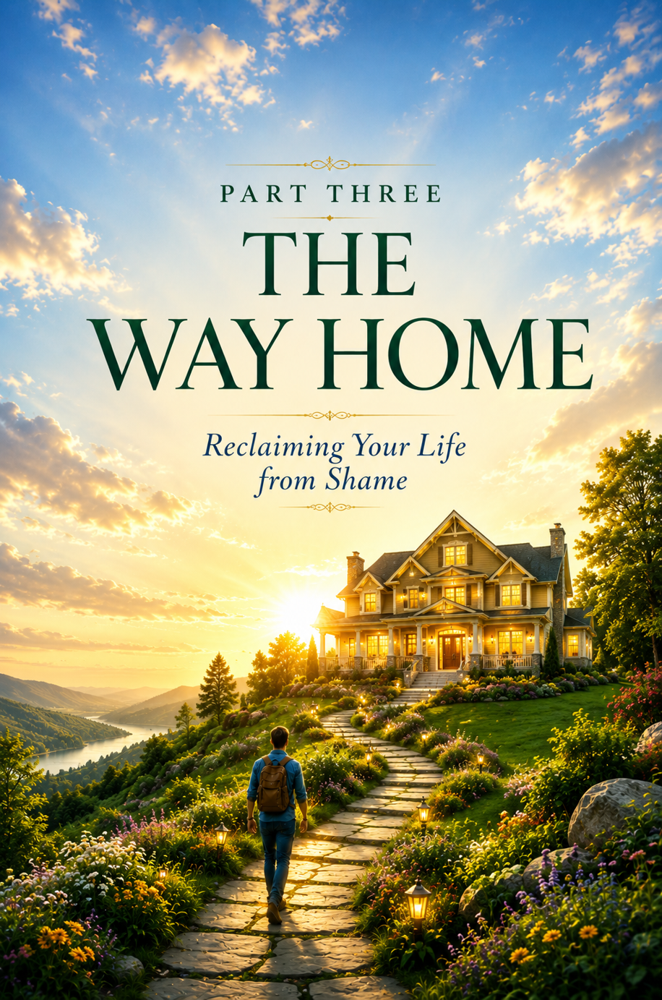 PART THREE
THE
WAY HOME
Reclaiming Your Life
from Shame